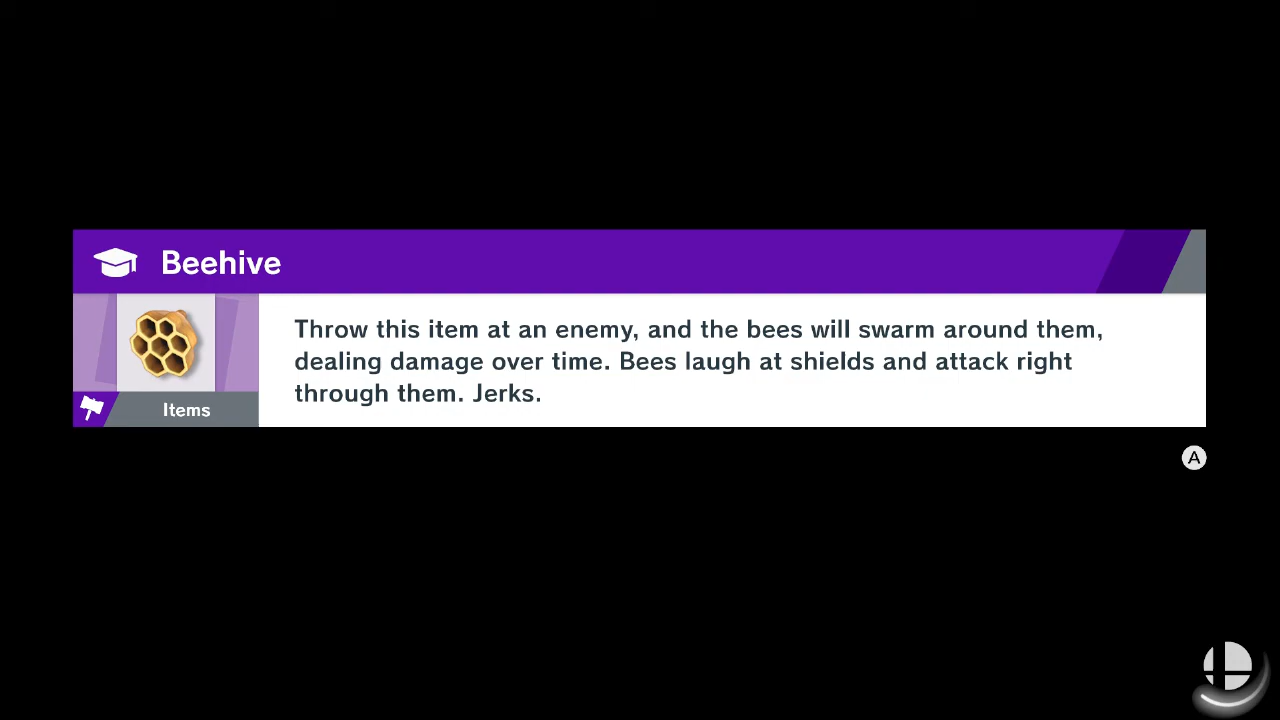 Beehive
Throw this item at an enemy, and the bees will swarm around them,
dealing damage over time. Bees laugh at shields and attack right
through them. Jerks.
Items
A